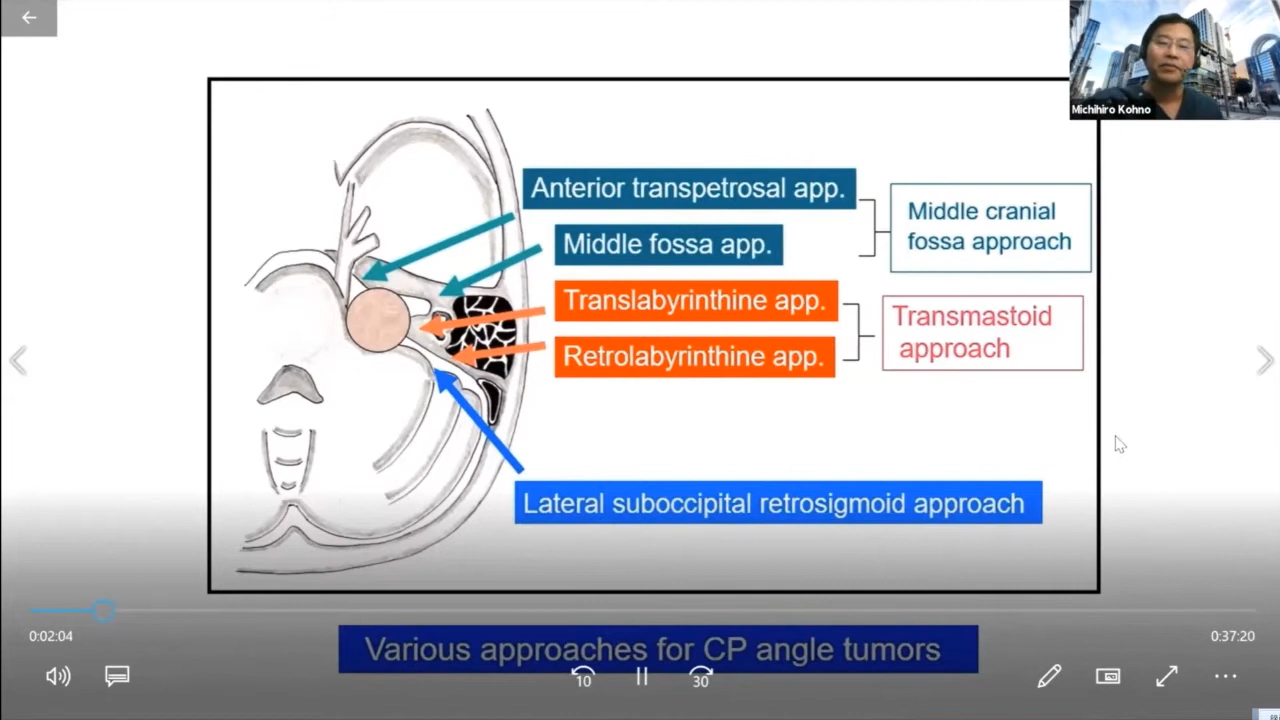 Michihiro Kohno
Anterior transpetrosal app.
Middle fossa app.
Middle cranial
fossa approach
Translabyrinthine app.
Retrolabyrinthine app.
Transmastoid
approach
Lateral suboccipital retrosigmoid approach
0:02:04
0:37:20
Various approaches for CP angle tumors
10
30